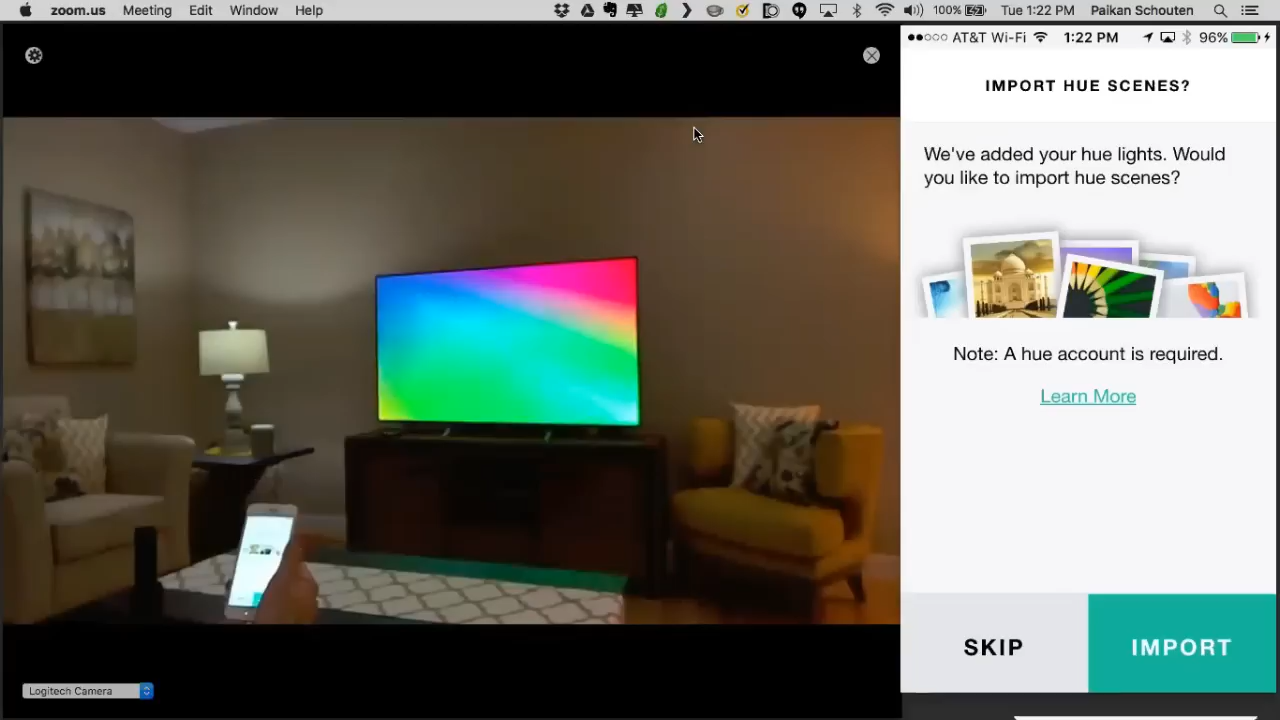 zoom.us Meeting Edit Window Help 100% Tue 1:22 PM Paikan Schouten
AT&T Wi-Fi 1:22 PM 96%
IMPORT HUE SCENES?
We've added your hue lights. Would
you like to import hue scenes?
Note: A hue account is required.
Learn More
SKIP IMPORT
Logitech Camera